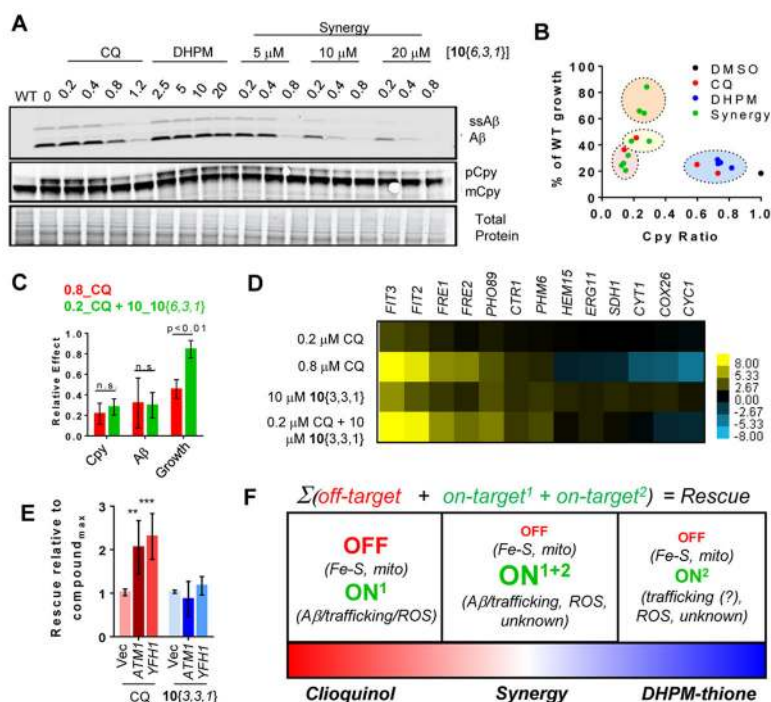 A
Synergy
CQ DHPM 5 µM 10 µM 20 µM [10{6,3,1}]
WT 0 0.2 0.4 0.8 1.2 2.5 5 10 20 0.2 0.4 0.8 0.2 0.4 0.8 0.2 0.4 0.8
ssAβ
Aβ
pCpy
mCpy
Total
Protein
B
% of WT growth
100
80
60
40
20
0
0.0 0.2 0.4 0.6 0.8 1.0
Cpy Ratio
DMSO
CQ
DHPM
Synergy
C
0.8_CQ
0.2_CQ + 10_10{6,3,1}
Relative Effect
1.0
0.8
0.6
0.4
0.2
0.0
n.s
n.s
p<0.01
Cpy
Aβ
Growth
D
FIT3 FIT2 FRE1 FRE2 PHO89 CTR1 PHM6 HEM15 ERG11 SDH1 CYT1 COX26 CYC1
0.2 µM CQ
0.8 µM CQ
10 µM 10{3,3,1}
0.2 µM CQ + 10
µM 10{3,3,1}
8.00
5.33
2.67
0.00
-2.67
-5.33
-8.00
E
Rescue relative to
compoundmax
4
3
2
1
0
**
***
Vec ATM1 YFH1 Vec ATM1 YFH1
CQ 10{3,3,1}
F
Σ(off-target + on-target1 + on-target2) = Rescue
OFF
(Fe-S, mito)
ON1
(Aβ/trafficking/ROS)
OFF
(Fe-S, mito)
ON1+2
(Aβ/trafficking, ROS,
unknown)
OFF
(Fe-S, mito)
ON2
(trafficking (?),
ROS, unknown)
Clioquinol Synergy DHPM-thione